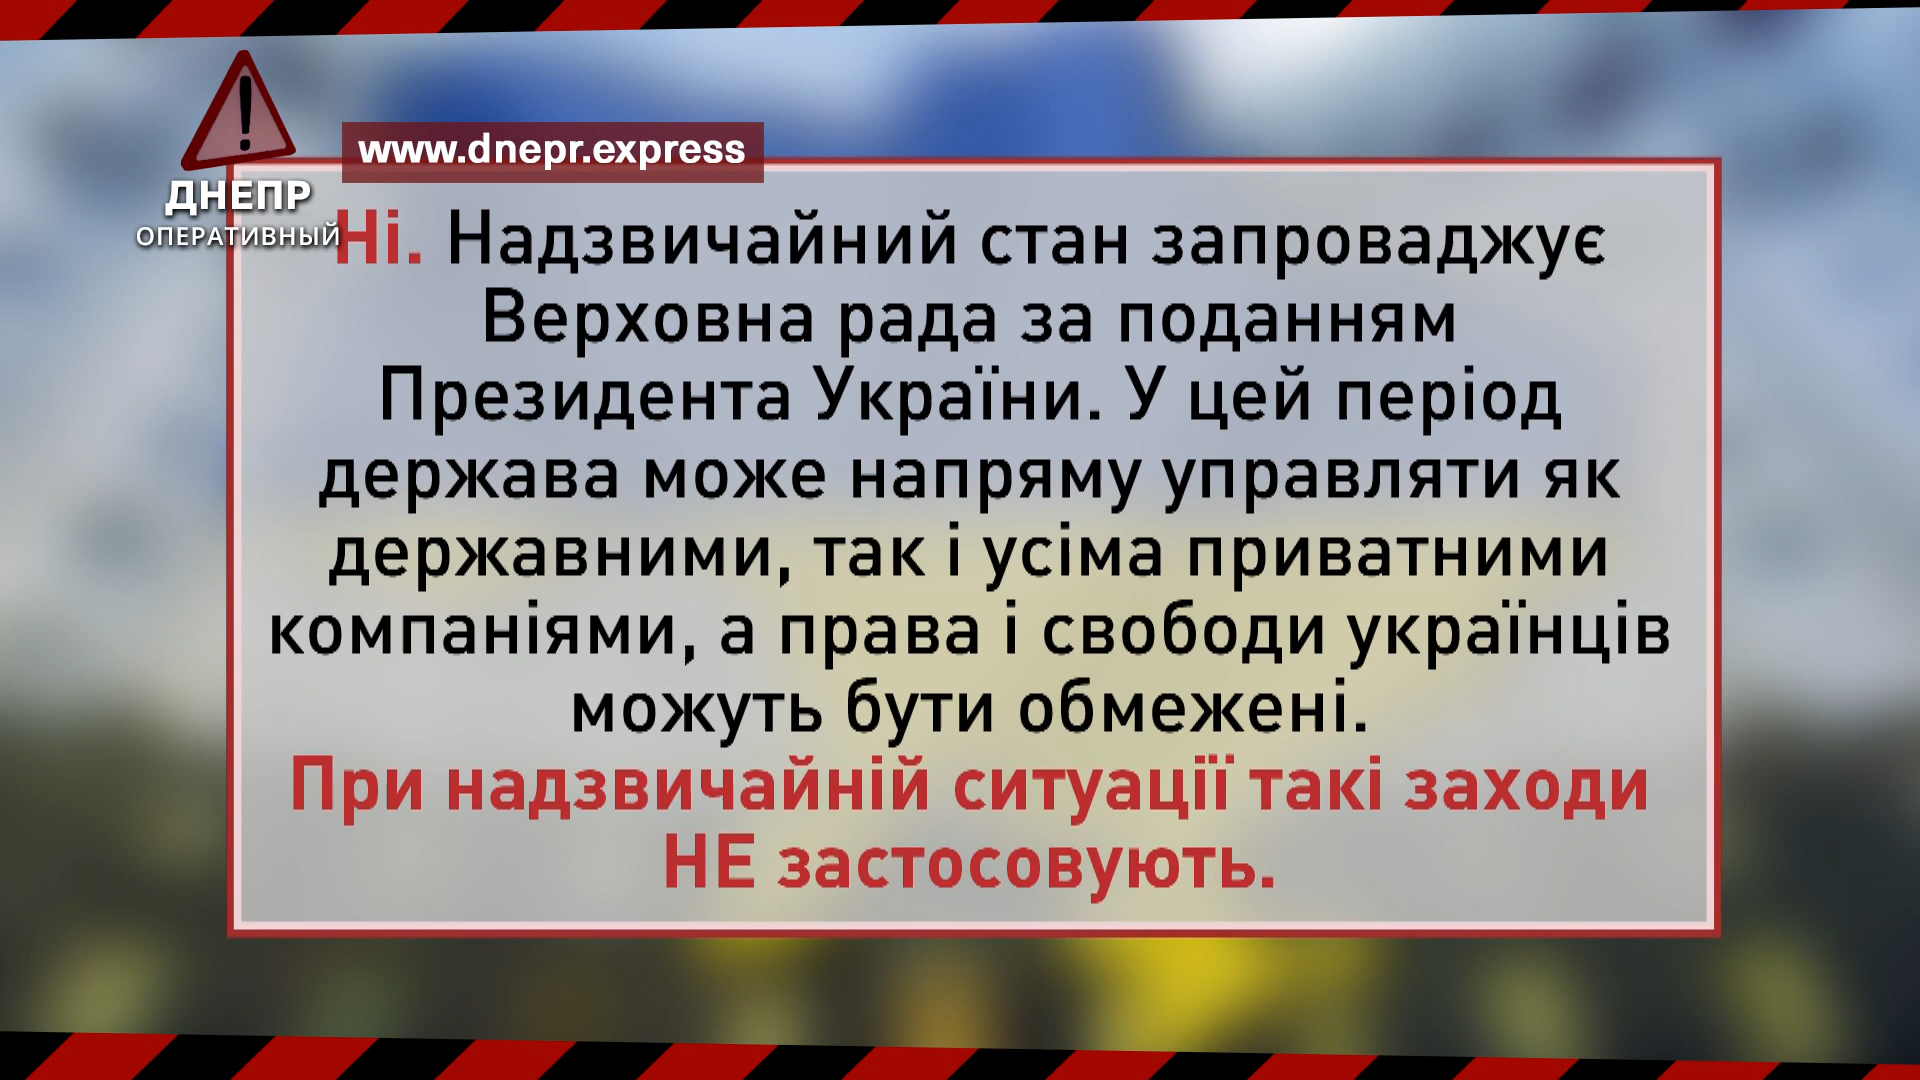 www.dnepr.express
ДНЕПР
ОПЕРАТИВНЫЙ
Ні. Надзвичайний стан запроваджує
Верховна рада за поданням
Президента України. У цей період
держава може напряму управляти як
державними, так і усіма приватними
компаніями, а права і свободи українців
можуть бути обмежені.
При надзвичайній ситуації такі заходи
НЕ застосовують.